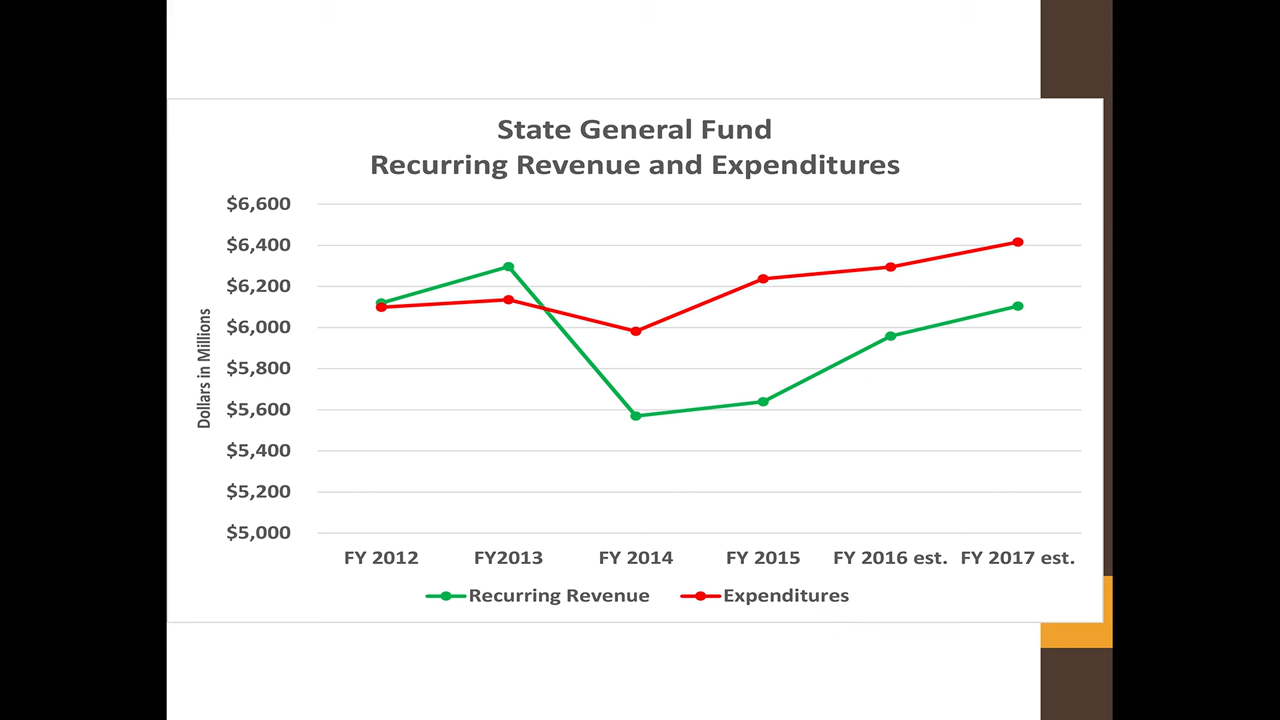 State General Fund
Recurring Revenue and Expenditures
Dollars in Millions
$6,600
$6,400
$6,200
$6,000
$5,800
$5,600
$5,400
$5,200
$5,000
FY 2012 FY2013 FY 2014 FY 2015 FY 2016 est. FY 2017 est.
Recurring Revenue Expenditures